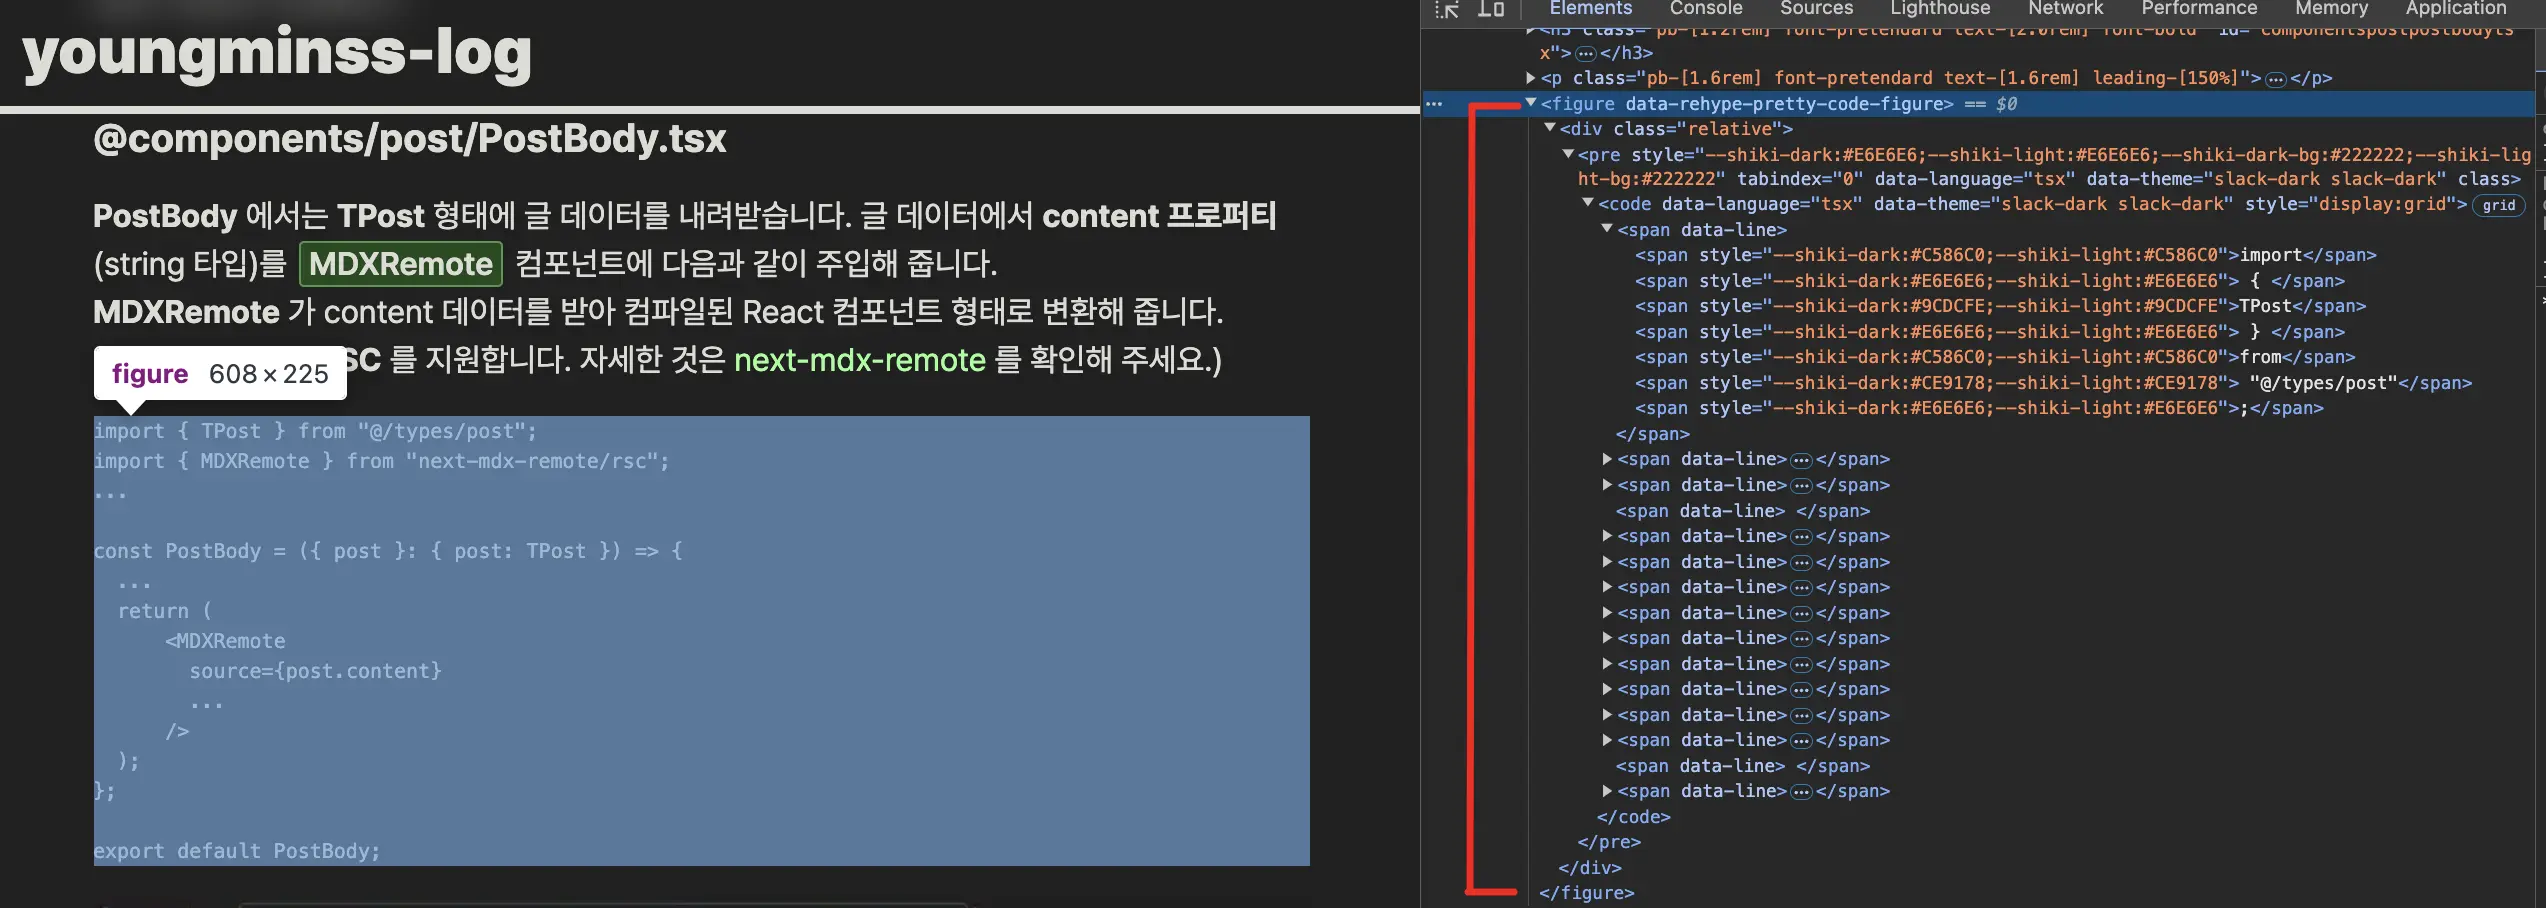 youngminss-log
@components/post/PostBody.tsx
PostBody 에서는 TPost 형태에 글 데이터를 내려받습니다. 글 데이터에서 content 프로퍼티
(string 타입)를 MDXRemote 컴포넌트에 다음과 같이 주입해 줍니다.
MDXRemote 가 content 데이터를 받아 컴파일된 React 컴포넌트 형태로 변환해 줍니다.
SC 를 지원합니다. 자세한 것은 next-mdx-remote 를 확인해 주세요.)
figure 608 × 225
import { TPost } from "@/types/post";
import { MDXRemote } from "next-mdx-remote/rsc";
...
const PostBody = ({ post }: { post: TPost }) => {
...
return (
<MDXRemote
source={post.content}
...
/>
);
};
export default PostBody;
Elements Console Sources Lighthouse Network Performance Memory Application
<h3 class="pb-[1.2rem] font-pretendard text-[2.0rem] font-bold" id="componentspostpostbodyts
x">…</h3>
<p class="pb-[1.6rem] font-pretendard text-[1.6rem] leading-[150%]">…</p>
… <figure data-rehype-pretty-code-figure> == $0
<div class="relative">
<pre style="--shiki-dark:#E6E6E6;--shiki-light:#E6E6E6;--shiki-dark-bg:#222222;--shiki-lig
ht-bg:#222222" tabindex="0" data-language="tsx" data-theme="slack-dark slack-dark" class>
<code data-language="tsx" data-theme="slack-dark slack-dark" style="display:grid"> grid
<span data-line>
<span style="--shiki-dark:#C586C0;--shiki-light:#C586C0">import</span>
<span style="--shiki-dark:#E6E6E6;--shiki-light:#E6E6E6"> { </span>
<span style="--shiki-dark:#9CDCFE;--shiki-light:#9CDCFE">TPost</span>
<span style="--shiki-dark:#E6E6E6;--shiki-light:#E6E6E6"> } </span>
<span style="--shiki-dark:#C586C0;--shiki-light:#C586C0">from</span>
<span style="--shiki-dark:#CE9178;--shiki-light:#CE9178"> "@/types/post"</span>
<span style="--shiki-dark:#E6E6E6;--shiki-light:#E6E6E6">;</span>
</span>
<span data-line>…</span>
<span data-line>…</span>
<span data-line> </span>
<span data-line>…</span>
<span data-line>…</span>
<span data-line>…</span>
<span data-line>…</span>
<span data-line>…</span>
<span data-line>…</span>
<span data-line>…</span>
<span data-line>…</span>
<span data-line>…</span>
<span data-line> </span>
<span data-line>…</span>
</code>
</pre>
</div>
</figure>